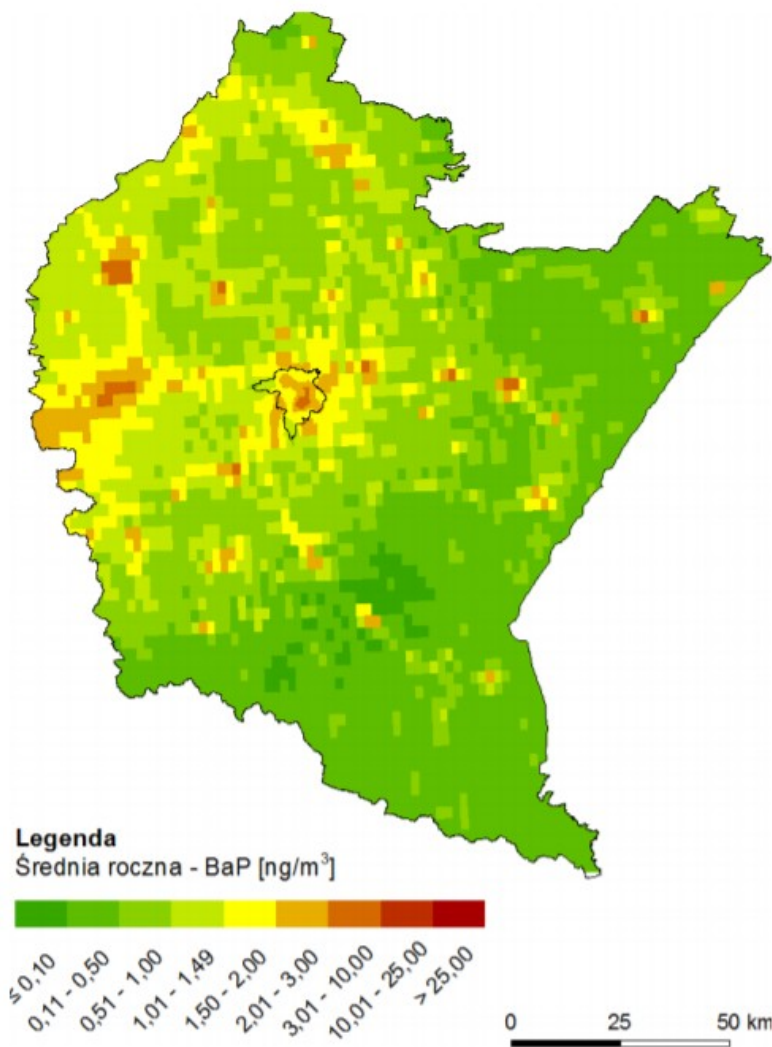 Legenda
Średnia roczna - BaP [ng/m³]
≤ 0,10
0,11 - 0,50
0,51 - 1,00
1,01 - 1,49
1,50 - 2,00
2,01 - 3,00
3,01 - 10,00
10,01 - 25,00
> 25,00
0 25 50 km